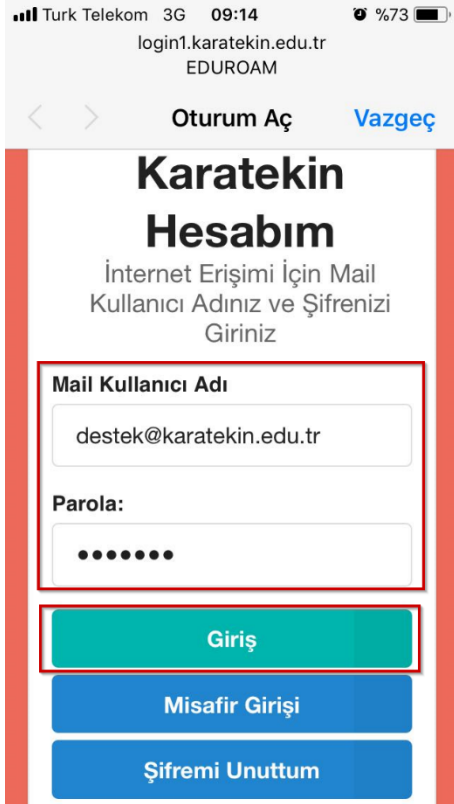 Turk Telekom 3G 09:14 %73
login1.karatekin.edu.tr
EDUROAM
Oturum Aç Vazgeç
Karatekin
Hesabım
İnternet Erişimi İçin Mail
Kullanıcı Adınız ve Şifrenizi
Giriniz
Mail Kullanıcı Adı
destek@karatekin.edu.tr
Parola:
•••••••
Giriş
Misafir Girişi
Şifremi Unuttum